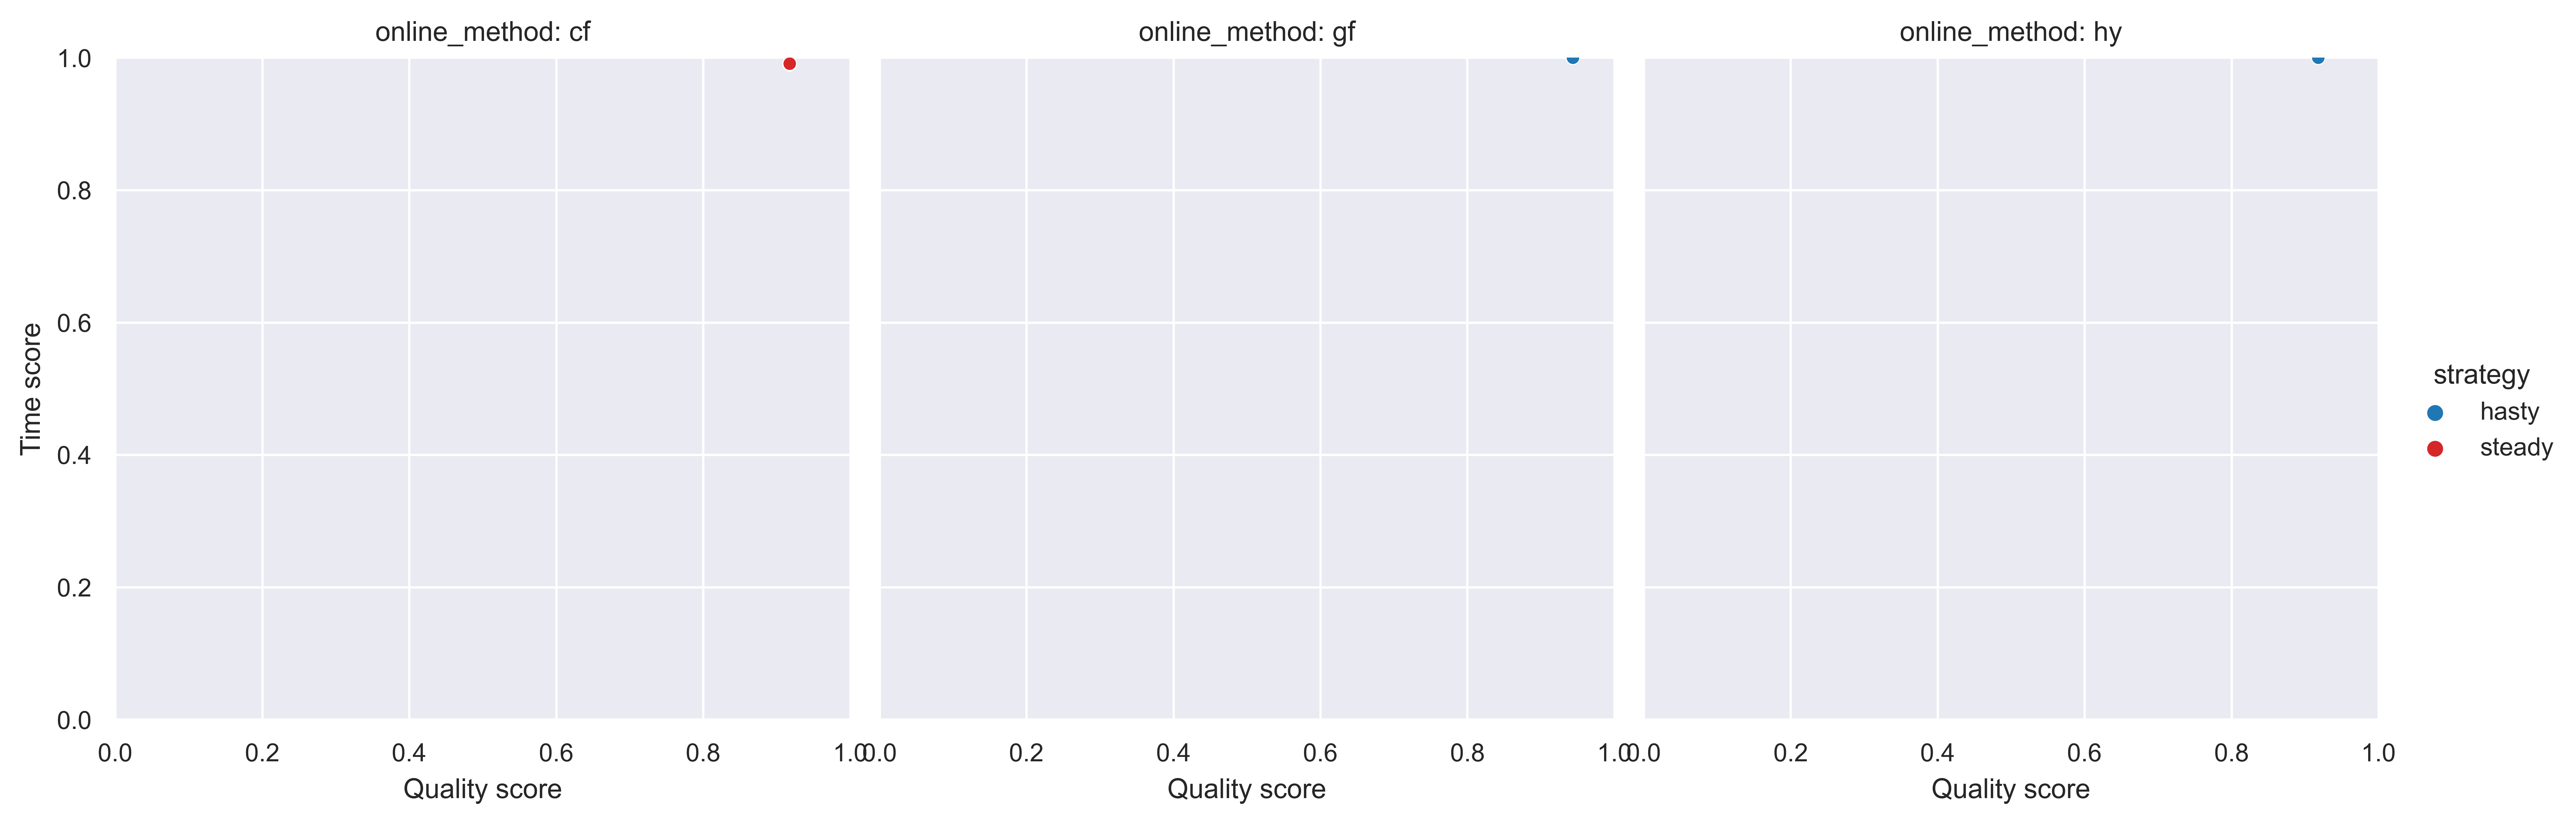 online_method: cf
online_method: gf
online_method: hy
Time score
1.0
0.8
0.6
0.4
0.2
0.0
0.0 0.2 0.4 0.6 0.8 1.0
0.0 0.2 0.4 0.6 0.8 1.0
0.0 0.2 0.4 0.6 0.8 1.0
Quality score
Quality score
Quality score
strategy
hasty
steady